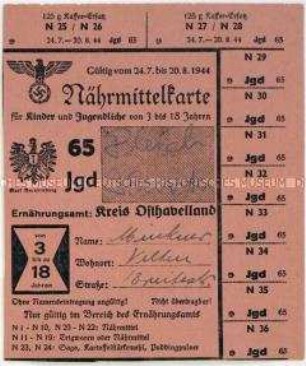 125 g Kaffee-Ersatz
N 25 / N 26
24.7. — 20.8.44 Jgd 65
125 g Kaffee-Ersatz
N 27 / N 28
24.7. — 20.8.44 Jgd 65
Gültig vom 24.7. bis 20.8.1944
Nährmittelkarte
für Kinder und Jugendliche von 3 bis 18 Jahren
65
Jgd
DEUTSCHES HISTORISCHES MUSEUM
Ernährungsamt: Kreis Osthavelland
von
3
bis zu
18
Jahren
Name:
Wohnort: Velten
Straße:
Ohne Namenseintragung ungültig! Nicht übertragbar!
Nur gültig im Bereich des Ernährungsamts
N 1 - N 10, N 20 - N 22: Nährmittel
N 11 - N 19: Teigwaren oder Nährmittel
N 23, N 24: Sago, Kartoffelstärkemehl, Puddingpulver
N 29
Jgd 65
N 30
Jgd 65
N 31
Jgd 65
N 32
Jgd 65
N 33
Jgd 65
N 34
Jgd 65
N 35
Jgd 65
N 36
Jgd 65